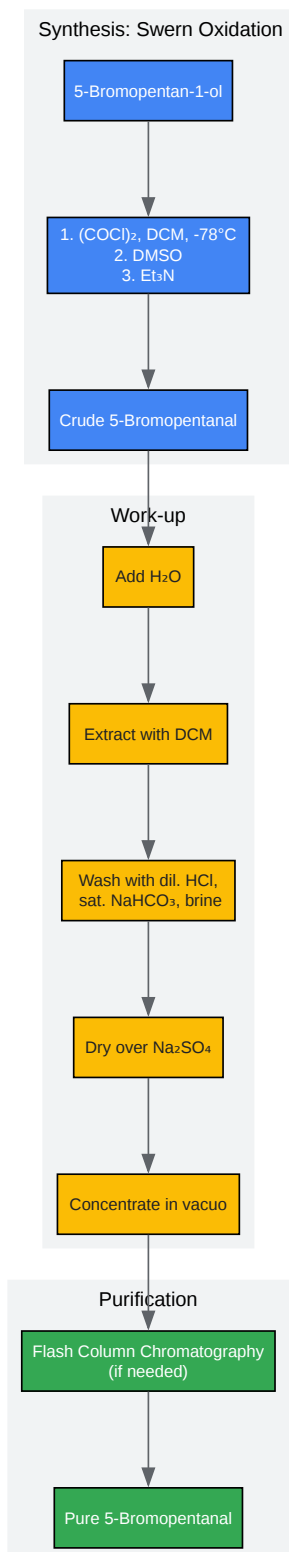 Synthesis: Swern Oxidation
5-Bromopentan-1-ol
1. (COCl)₂, DCM, -78°C
2. DMSO
3. Et₃N
Crude 5-Bromopentanal
Work-up
Add H₂O
Extract with DCM
Wash with dil. HCl,
sat. NaHCO₃, brine
Dry over Na₂SO₄
Concentrate in vacuo
Purification
Flash Column Chromatography
(if needed)
Pure 5-Bromopentanal